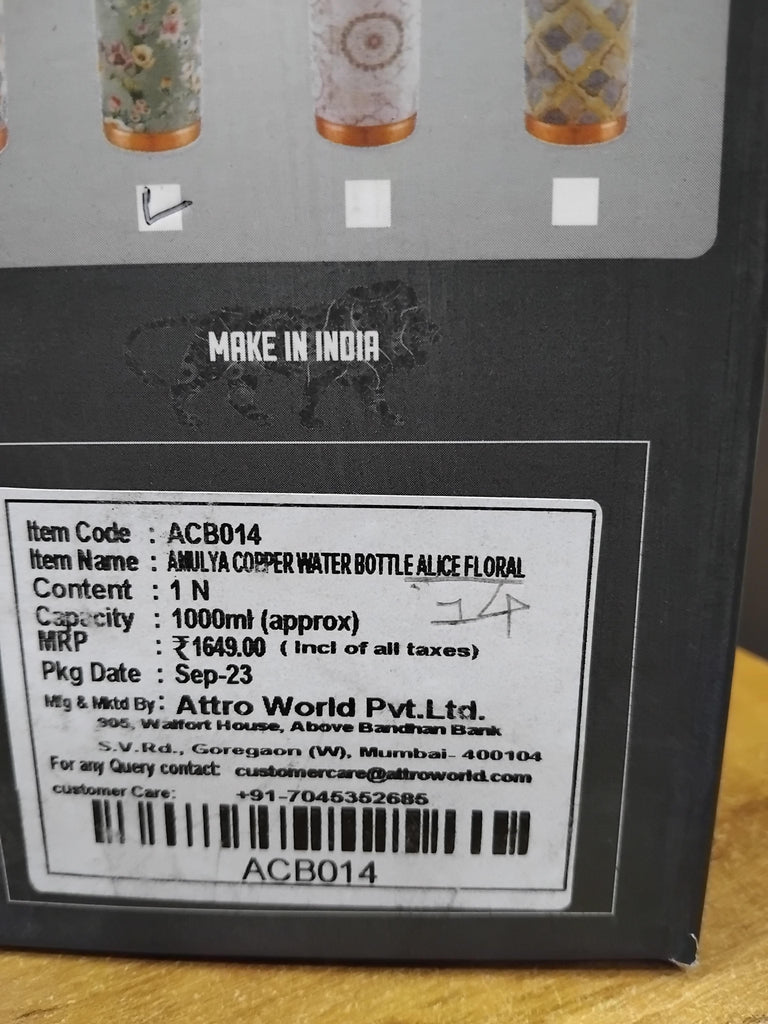 MAKE IN INDIA
Item Code : ACB014
Item Name : AMULYA COPPER WATER BOTTLE ALICE FLORAL
Content : 1 N
14
Capacity : 1000ml (approx)
MRP : ₹1649.00 (Incl of all taxes)
Pkg Date : Sep-23
Mfg & Mktd By: Attro World Pvt.Ltd.
905, Walfort House, Above Bandhan Bank
S.V.Rd., Goregaon (W), Mumbai- 400104
For any Query contact: customercare@attroworld.com
customer Care: +91-7045352685
ACB014